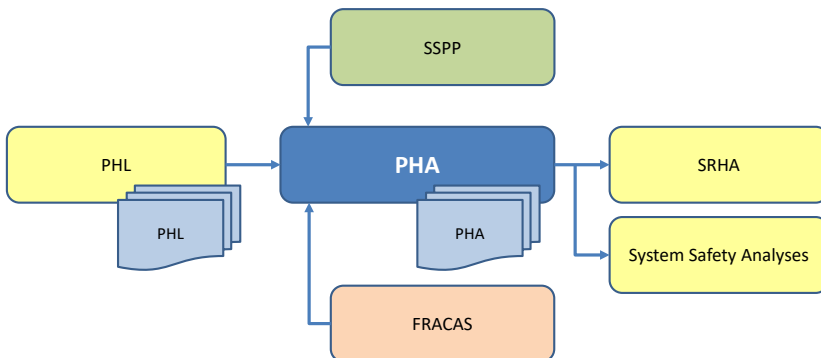 SSPP
PHL
PHA
SRHA
PHL
PHA
System Safety Analyses
FRACAS